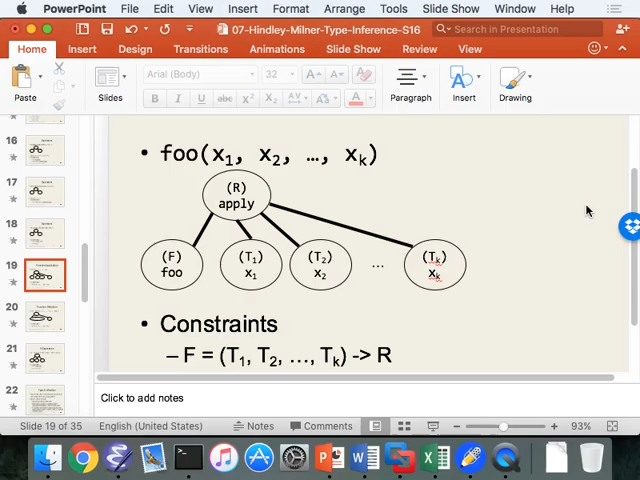 PowerPoint File Edit View Insert Format Arrange Tools Slide Show Window Help
07-Hindley-Milner-Type-Inference-S16
Search in Presentation
Home Insert Design Transitions Animations Slide Show Review View
Arial (Body) 32
Paste Slides Paragraph Insert Drawing
16
17
18
19
20
21
22
• foo(x1, x2, …, xk)
(R)
apply
(F) (T1) (T2) … (Tk)
foo x1 x2 xk
• Constraints
– F = (T1, T2, …, Tk) -> R
Click to add notes
Slide 19 of 35 English (United States) Notes Comments 93%